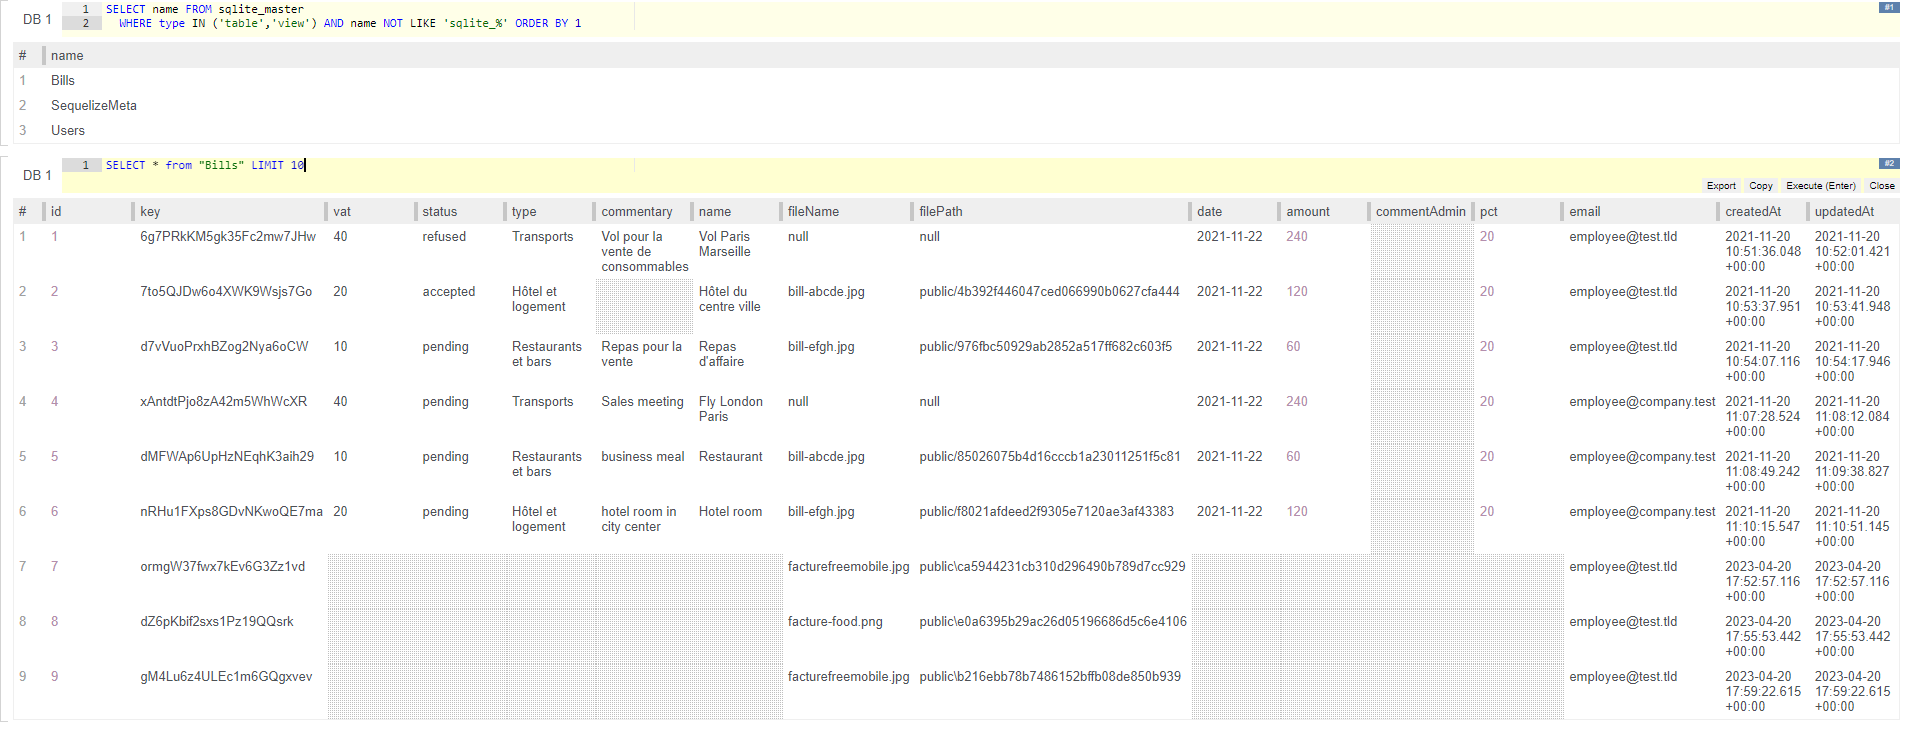 DB 1
1 SELECT name FROM sqlite_master
2 WHERE type IN ('table','view') AND name NOT LIKE 'sqlite_%' ORDER BY 1
#1
# name
1 Bills
2 SequelizeMeta
3 Users
DB 1
1 SELECT * from "Bills" LIMIT 10
#2
Export Copy Execute (Enter) Close
# id key vat status type commentary name fileName filePath date amount commentAdmin pct email createdAt updatedAt
1 1 6g7PRkKM5gk35Fc2mw7JHw 40 refused Transports Vol pour la Vol Paris null null 2021-11-22 240 20 employee@test.tld 2021-11-20 2021-11-20
vente de Marseille 10:51:36.048 10:52:01.421
consommables +00:00 +00:00
2 2 7to5QJDw6o4XWK9Wsjs7Go 20 accepted Hôtel et Hôtel du bill-abcde.jpg public/4b392f446047ced066990b0627cfa444 2021-11-22 120 20 employee@test.tld 2021-11-20 2021-11-20
logement centre ville 10:53:37.951 10:53:41.948
+00:00 +00:00
3 3 d7vVuoPrxhBZog2Nya6oCW 10 pending Restaurants Repas pour la Repas bill-efgh.jpg public/976fbc50929ab2852a517ff682c603f5 2021-11-22 60 20 employee@test.tld 2021-11-20 2021-11-20
et bars vente d'affaire 10:54:07.116 10:54:17.946
+00:00 +00:00
4 4 xAntdtPjo8zA42m5WhWcXR 40 pending Transports Sales meeting Fly London null null 2021-11-22 240 20 employee@company.test 2021-11-20 2021-11-20
Paris 11:07:28.524 11:08:12.084
+00:00 +00:00
5 5 dMFWAp6UpHzNEqhK3aih29 10 pending Restaurants business meal Restaurant bill-abcde.jpg public/85026075b4d16cccb1a23011251f5c81 2021-11-22 60 20 employee@company.test 2021-11-20 2021-11-20
et bars 11:08:49.242 11:09:38.827
+00:00 +00:00
6 6 nRHu1FXps8GDvNKwoQE7ma 20 pending Hôtel et hotel room in Hotel room bill-efgh.jpg public/f8021afdeed2f9305e7120ae3af43383 2021-11-22 120 20 employee@company.test 2021-11-20 2021-11-20
logement city center 11:10:15.547 11:10:51.145
+00:00 +00:00
7 7 ormgW37fwx7kEv6G3Zz1vd facturefreemobile.jpg public\ca5944231cb310d296490b789d7cc929 employee@test.tld 2023-04-20 2023-04-20
17:52:57.116 17:52:57.116
+00:00 +00:00
8 8 dZ6pKbif2sxs1Pz19QQsrk facture-food.png public\e0a6395b29ac26d05196686d5c6e4106 employee@test.tld 2023-04-20 2023-04-20
17:55:53.442 17:55:53.442
+00:00 +00:00
9 9 gM4Lu6z4ULEc1m6GQgxvev facturefreemobile.jpg public\b216ebb78b7486152bffb08de850b939 employee@test.tld 2023-04-20 2023-04-20
17:59:22.615 17:59:22.615
+00:00 +00:00